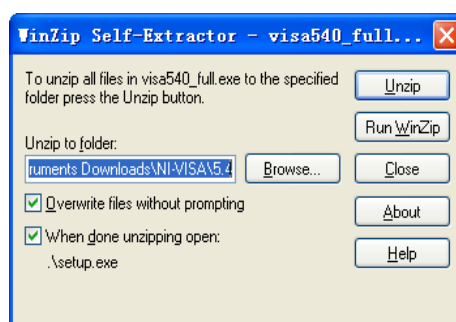 WinZip Self-Extractor - visa540_full...
To unzip all files in visa540_full.exe to the specified
folder press the Unzip button.
Unzip
Run WinZip
Unzip to folder:
ruments Downloads\NI-VISA\5.4
Browse...
Close
Overwrite files without prompting
About
When done unzipping open:
.\setup.exe
Help